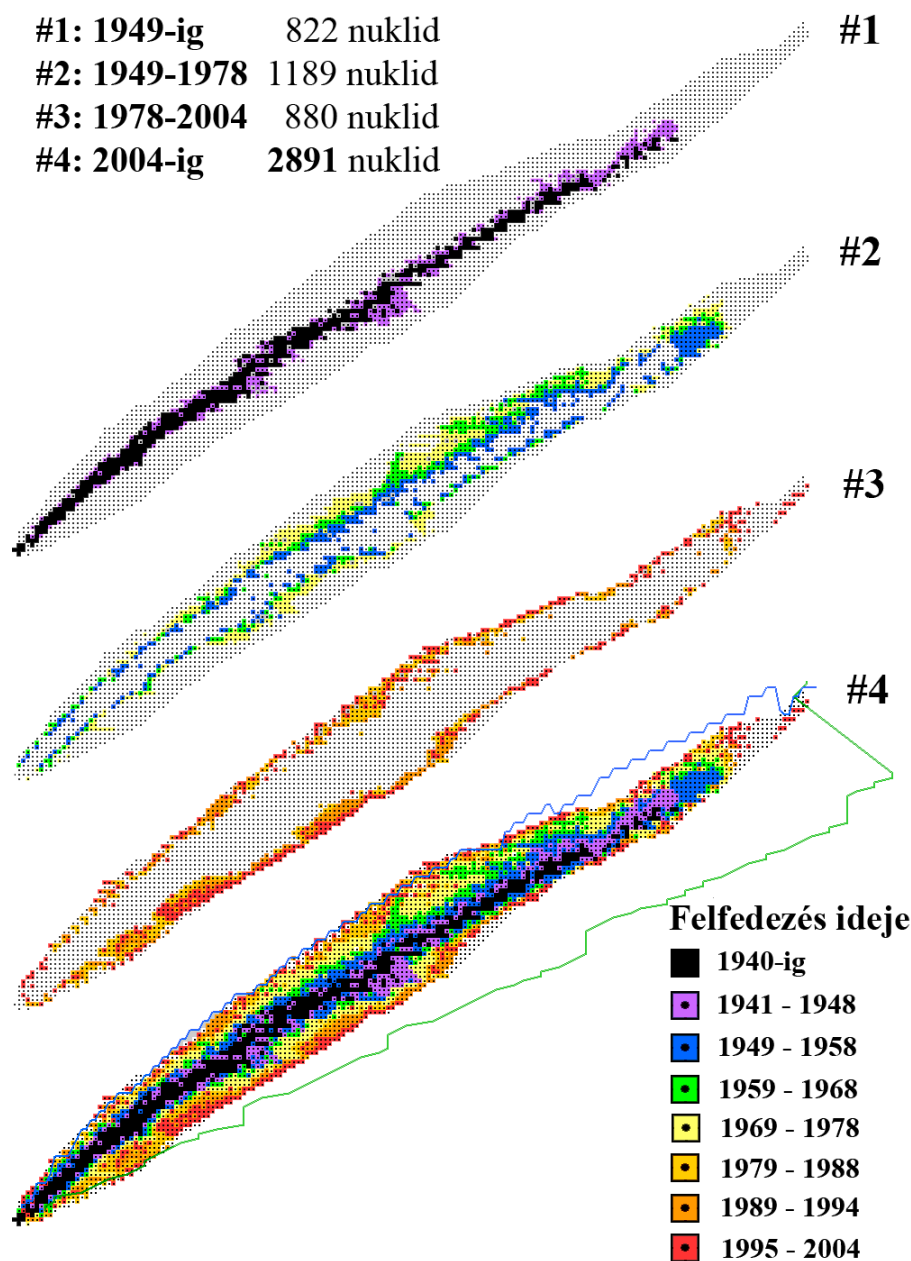 #1: 1949-ig 822 nuklid
#2: 1949-1978 1189 nuklid
#3: 1978-2004 880 nuklid
#4: 2004-ig 2891 nuklid
#1
#2
#3
#4
Felfedezés ideje
1940-ig
1941 - 1948
1949 - 1958
1959 - 1968
1969 - 1978
1979 - 1988
1989 - 1994
1995 - 2004